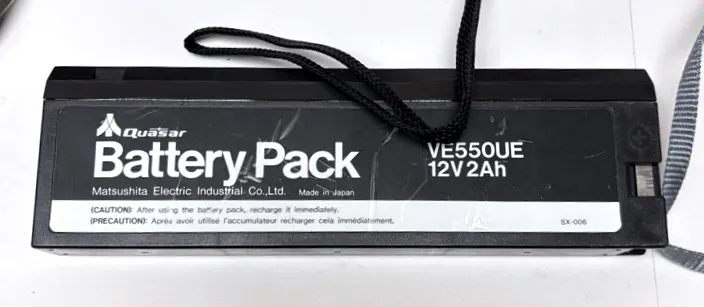 Quasar
Battery Pack
VE550UE
12V 2Ah
Matsushita Electric Industrial Co.,Ltd. Made in Japan
(CAUTION): After using the battery pack, recharge it immediately.
(PRECAUTION): Après avoir utilisé l'accumulateur recharger cela immédiatement.
SX-006